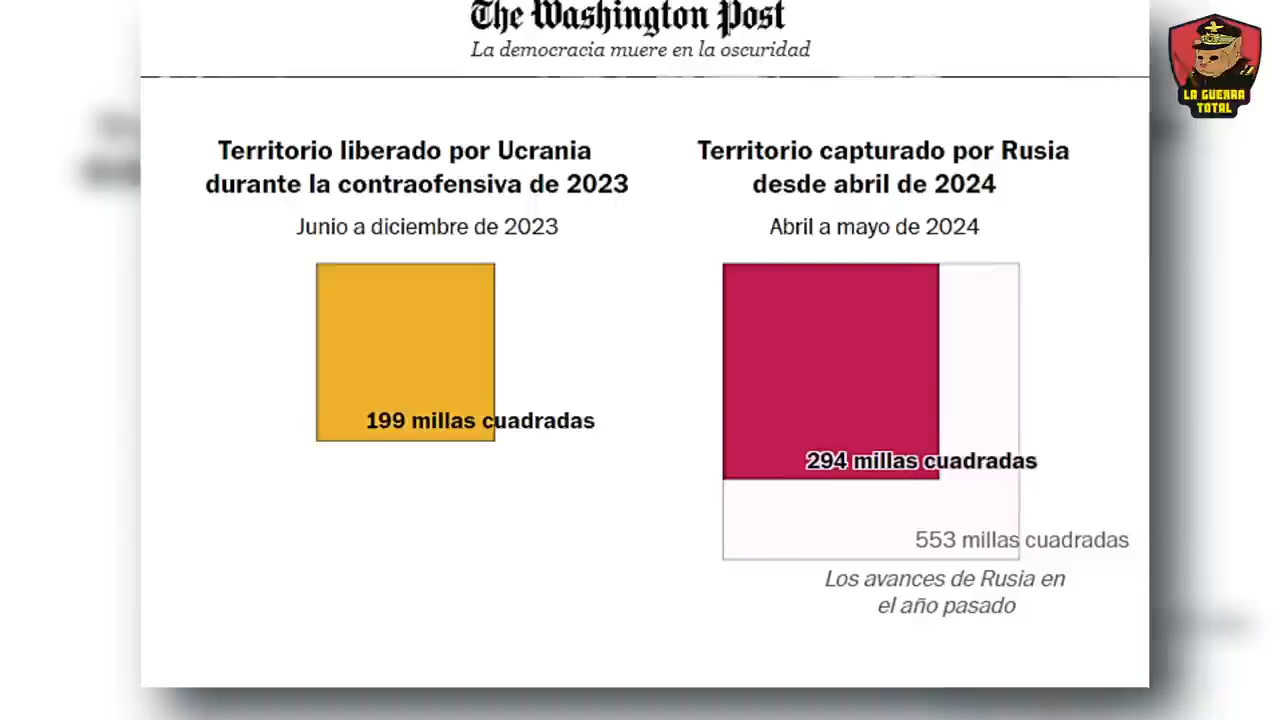 The Washington Post
La democracia muere en la oscuridad
LA GUERRA
TOTAL
Territorio liberado por Ucrania
durante la contraofensiva de 2023
Junio a diciembre de 2023
199 millas cuadradas
Territorio capturado por Rusia
desde abril de 2024
Abril a mayo de 2024
294 millas cuadradas
553 millas cuadradas
Los avances de Rusia en
el año pasado